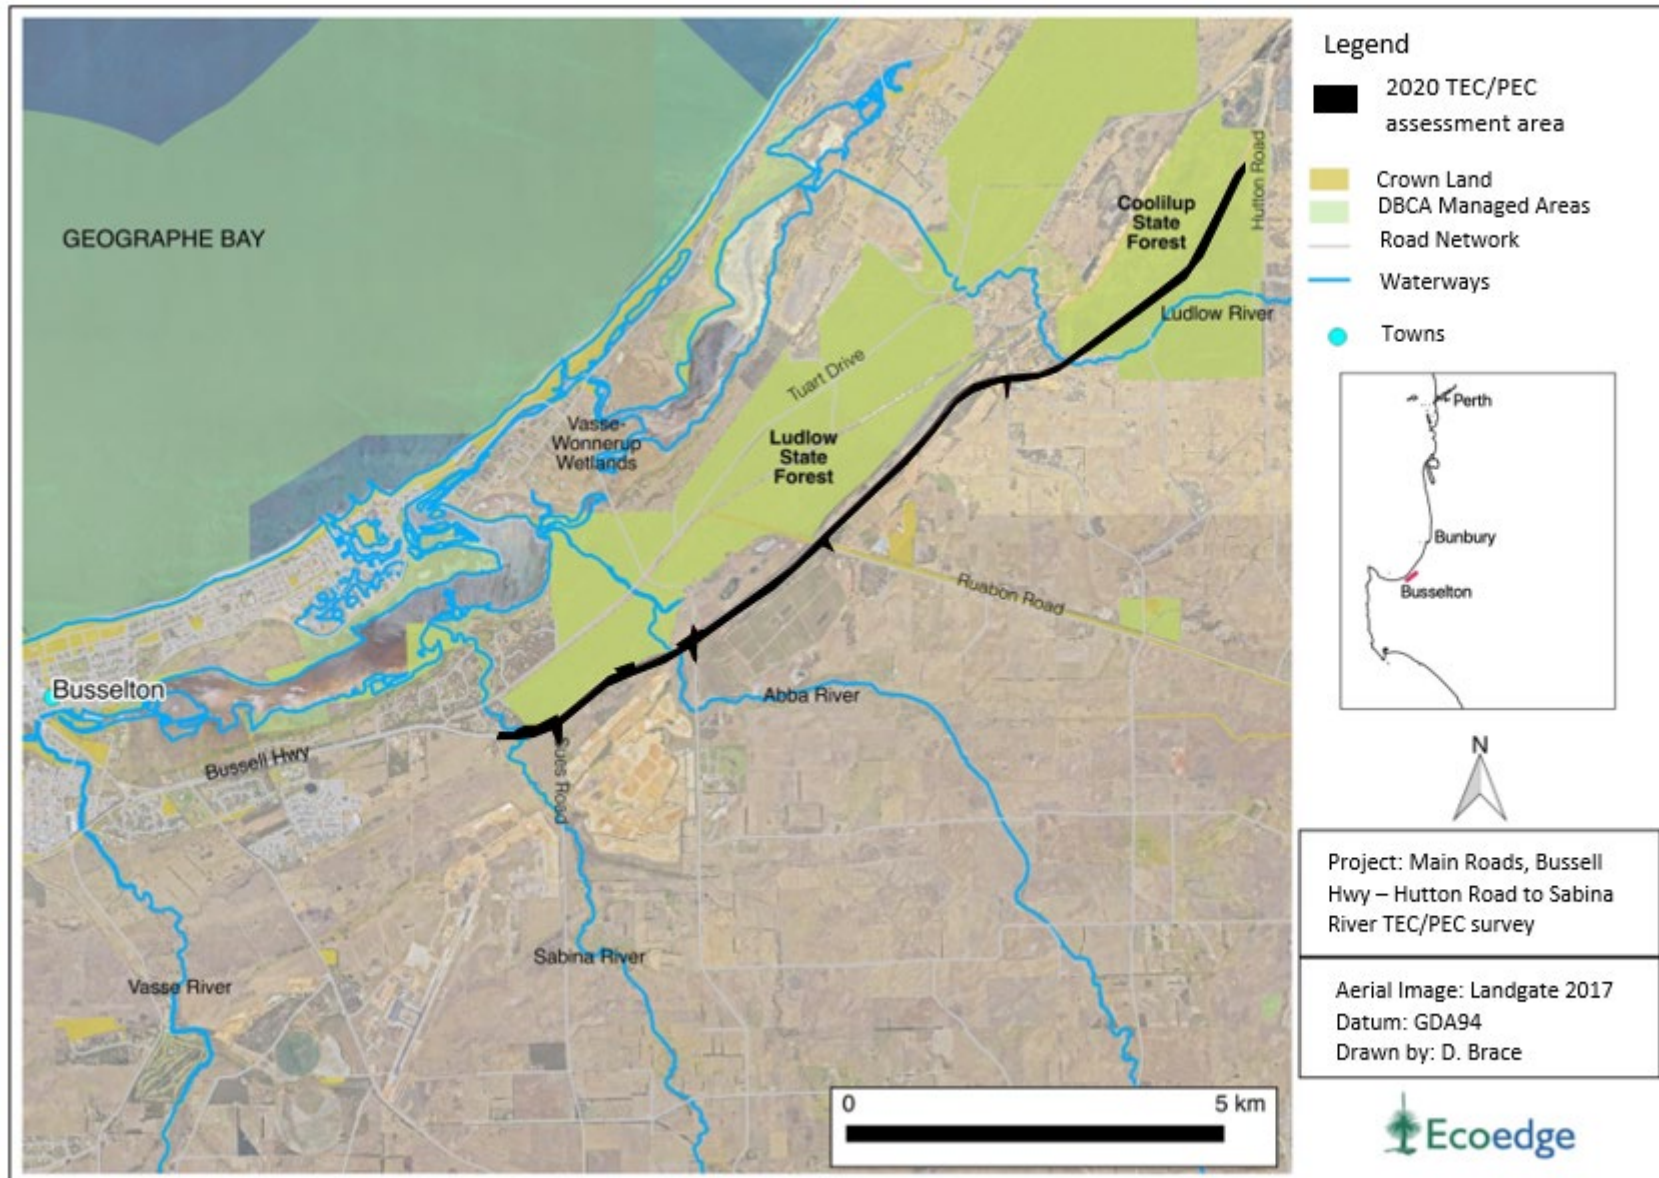 GEOGRAPHE BAY
Vasse-
Wonnerup
Wetlands
Tuart Drive
Ludlow
State
Forest
Coolilup
State
Forest
Hutton Road
Ludlow River
Ruabon Road
Abba River
Busselton
Bussell Hwy
Sues Road
Sabina River
Vasse River
0 5 km
Legend
2020 TEC/PEC
assessment area
Crown Land
DBCA Managed Areas
Road Network
Waterways
Towns
Perth
Bunbury
Busselton
N
Project: Main Roads, Bussell
Hwy – Hutton Road to Sabina
River TEC/PEC survey
Aerial Image: Landgate 2017
Datum: GDA94
Drawn by: D. Brace
Ecoedge